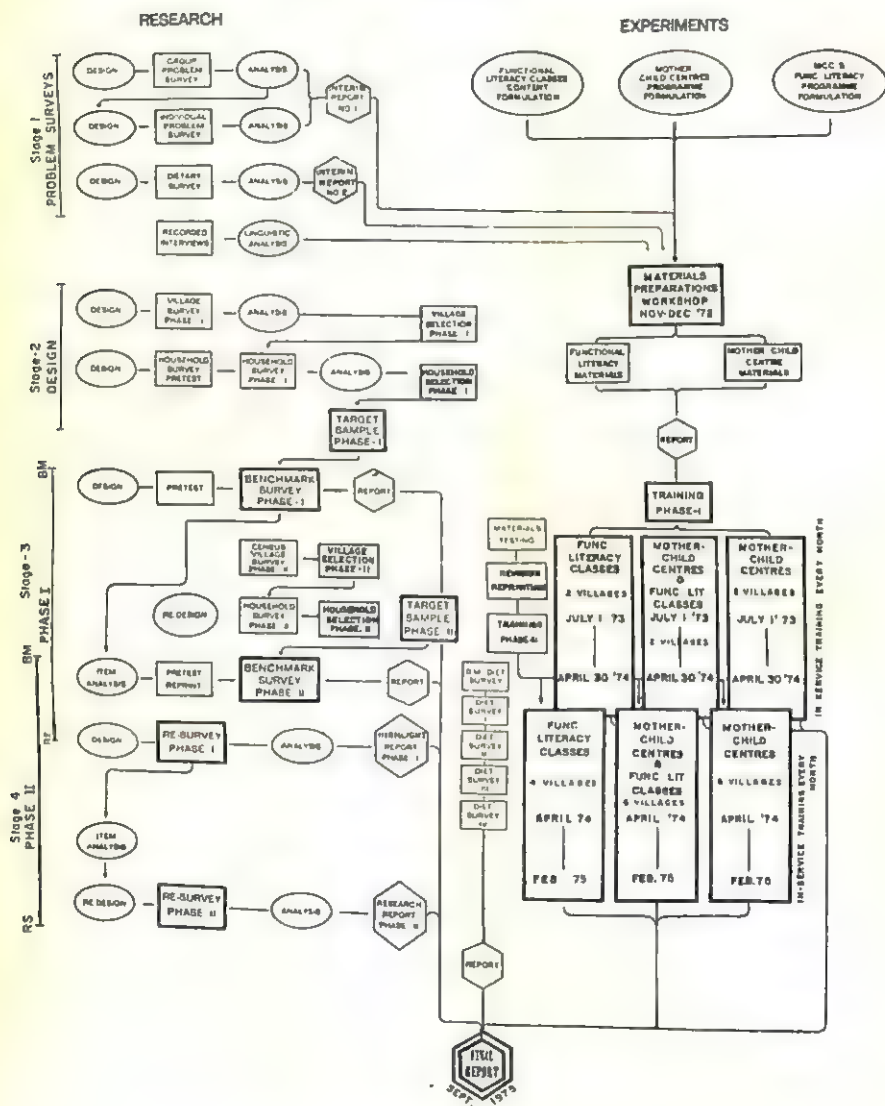 RESEARCH
EXPERIMENTS
Stage 1
PROBLEM SURVEYS
DESIGN
GROUP
PROBLEM
SURVEY
ANALYSIS
INTERIM
REPORT
NO 1
DESIGN
INDIVIDUAL
PROBLEM
SURVEY
ANALYSIS
DESIGN
DIETARY
SURVEY
ANALYSIS
INTERIM
REPORT
NO 2
RECORDED
INTERVIEWS
LINGUISTIC
ANALYSIS
FUNCTIONAL
LITERACY CLASSES
CONTENT
FORMULATION
MOTHER
CHILD CENTRES
PROGRAMME
FORMULATION
MCC'S
FUNC LITERACY
PROGRAMME
FORMULATION
MATERIALS
PREPARATIONS
WORKSHOP
NOV-DEC '72
FUNCTIONAL
LITERACY
MATERIALS
MOTHER CHILD
CENTRE
MATERIALS
REPORT
TRAINING
PHASE-I
Stage-2
DESIGN
DESIGN
VILLAGE
SURVEY
PHASE I
ANALYSIS
VILLAGE
SELECTION
PHASE I
DESIGN
HOUSEHOLD
SURVEY
PRETEST
HOUSEHOLD
SURVEY
PHASE I
ANALYSIS
HOUSEHOLD
SELECTION
PHASE I
TARGET
SAMPLE
PHASE-I
Stage-3
PHASE I
BM
DESIGN
PRETEST
BENCHMARK
SURVEY
PHASE-I
REPORT
CENSUS
VILLAGE
SURVEY
PHASE II
VILLAGE
SELECTION
PHASE-II
RE-DESIGN
HOUSEHOLD
SURVEY
PHASE II
HOUSEHOLD
SELECTION
PHASE II
TARGET
SAMPLE
PHASE II
BM
ITEM
ANALYSIS
PRETEST
REPRINT
BENCHMARK
SURVEY
PHASE II
REPORT
Stage 4
PHASE II
DESIGN
RE-SURVEY
PHASE I
ANALYSIS
HIGHLIGHT
REPORT
PHASE I
ITEM
ANALYSIS
RS
RE DESIGN
RE-SURVEY
PHASE II
ANALYSIS
RESEARCH
REPORT
PHASE II
MATERIALS
TESTING
REVISION
REPRINTING
TRAINING
PHASE-II
B.M. DIET
SURVEY
DIET
SURVEY
I
DIET
SURVEY
II
DIET
SURVEY
III
DIET
SURVEY
IV
REPORT
FUNC
LITERACY
CLASSES
2 VILLAGES
JULY 1 '73
APRIL 30 '74
MOTHER-
CHILD
CENTRES
&
FUNC LIT
CLASSES
JULY 1 '73
2 VILLAGES
APRIL 30 '74
MOTHER-
CHILD
CENTRES
VILLAGES
JULY 1' '73
APRIL 30 '74
IN SERVICE TRAINING EVERY MONTH
FUNC
LITERACY
CLASSES
4 VILLAGES
APRIL 74
FEB 75
MOTHER-
CHILD
CENTRES
&
FUNC LIT
CLASSES
6 VILLAGES
APRIL '74
FEB. 75
MOTHER-
CHILD
CENTRES
VILLAGES
APRIL '74
FEB. 75
IN-SERVICE TRAINING EVERY
MONTH
FINAL
REPORT
SEPT. 1975